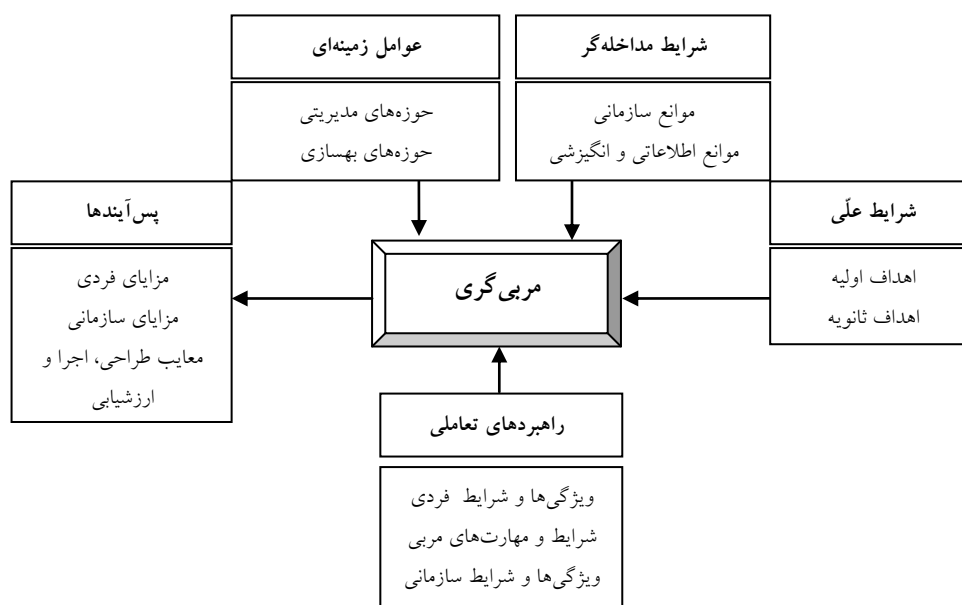 شرایط مداخله‌گر
موانع سازمانی
موانع اطلاعاتی و انگیزشی
عوامل زمینه‌ای
حوزه‌های مدیریتی
حوزه‌های بهسازی
شرایط علّی
اهداف اولیه
اهداف ثانویه
مربی‌گری
پس‌آیندها
مزایای فردی
مزایای سازمانی
معایب طراحی، اجرا و
ارزشیابی
راهبردهای تعاملی
ویژگی‌ها و شرایط فردی
شرایط و مهارت‌های مربی
ویژگی‌ها و شرایط سازمانی